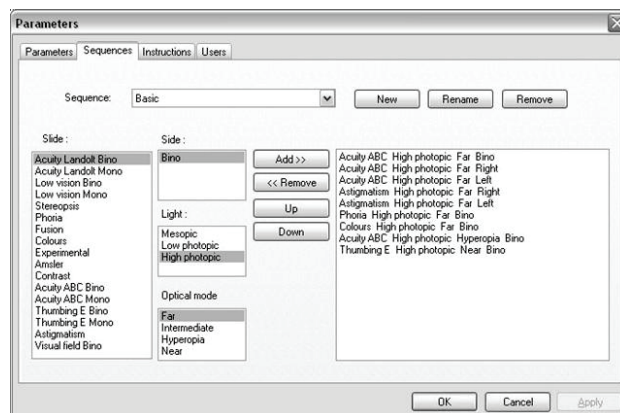 Parameters
Parameters Sequences Instructions Users
Sequence: Basic New Rename Remove
Slide :
Acuity Landolt Bino
Acuity Landolt Mono
Low vision Bino
Low vision Mono
Stereopsis
Phoria
Fusion
Colours
Experimental
Amsler
Contrast
Acuity ABC Bino
Acuity ABC Mono
Thumbing E Bino
Thumbing E Mono
Astigmatism
Visual field Bino
Side :
Bino
Light :
Mesopic
Low photopic
High photopic
Optical mode
Far
Intermediate
Hyperopia
Near
Add >>
<< Remove
Up
Down
Acuity ABC High photopic Far Bino
Acuity ABC High photopic Far Right
Acuity ABC High photopic Far Left
Astigmatism High photopic Far Right
Astigmatism High photopic Far Left
Phoria High photopic Far Bino
Colours High photopic Far Bino
Acuity ABC High photopic Hyperopia Bino
Thumbing E High photopic Near Bino
OK Cancel Apply